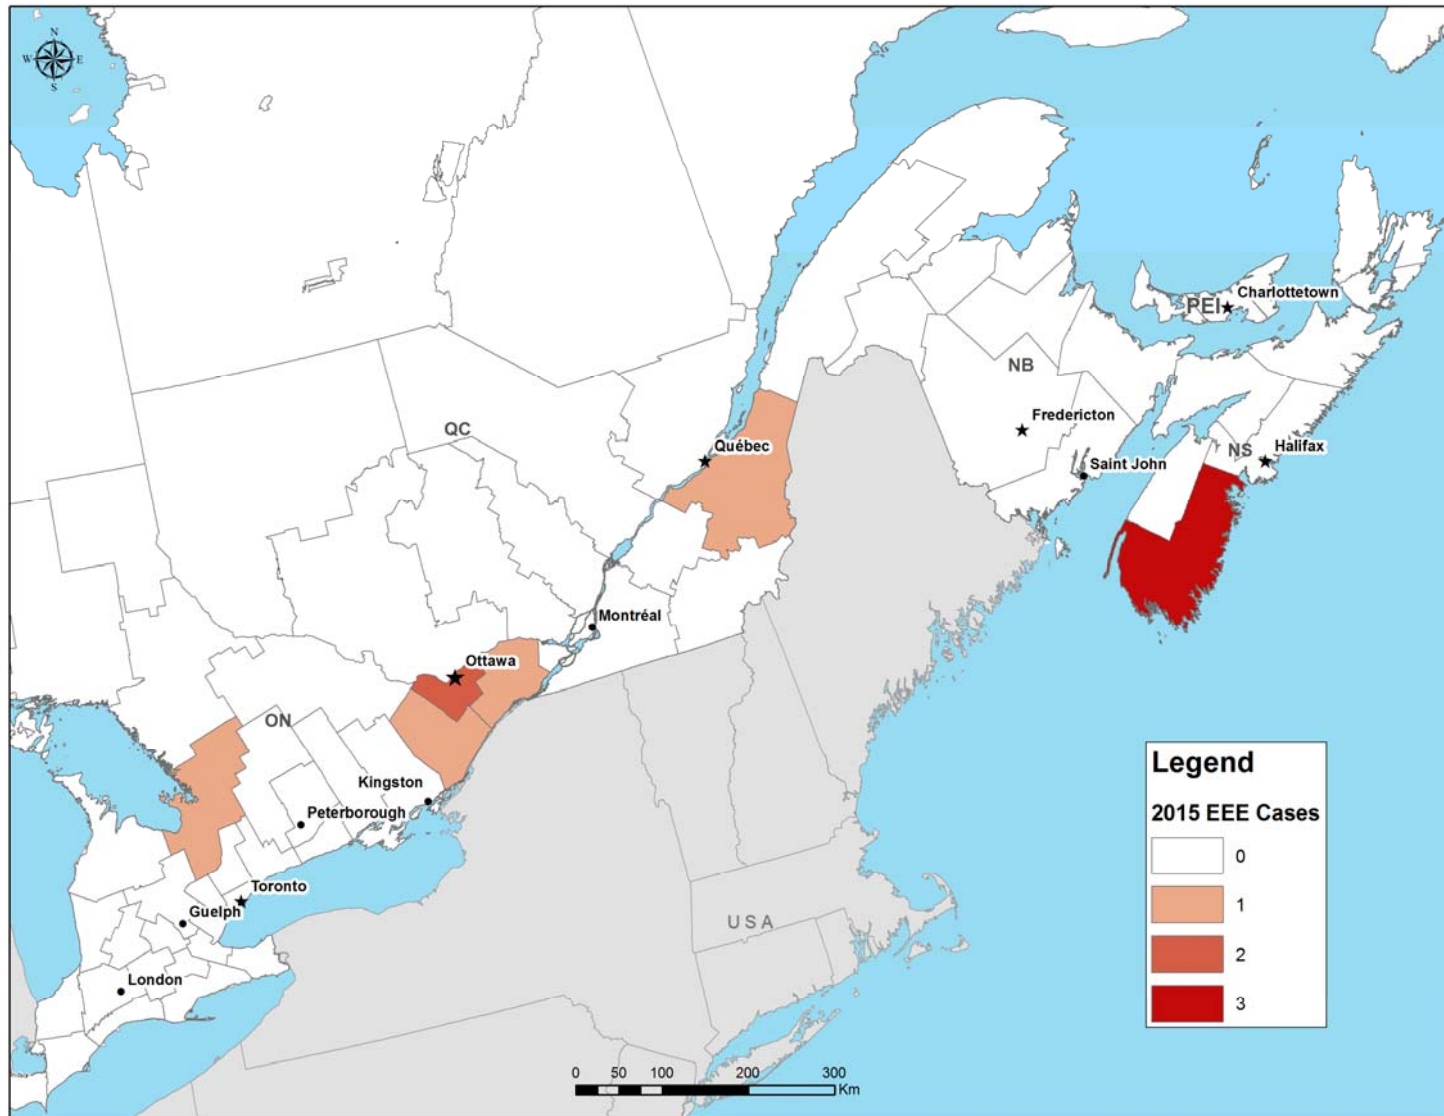 N
W E
S
PEI
Charlottetown
NB
Fredericton
QC
Québec
NS
Halifax
Saint John
Montréal
Ottawa
ON
Kingston
Peterborough
Toronto
Guelph
London
USA
Legend
2015 EEE Cases
0
1
2
3
0 50 100 200 300
Km